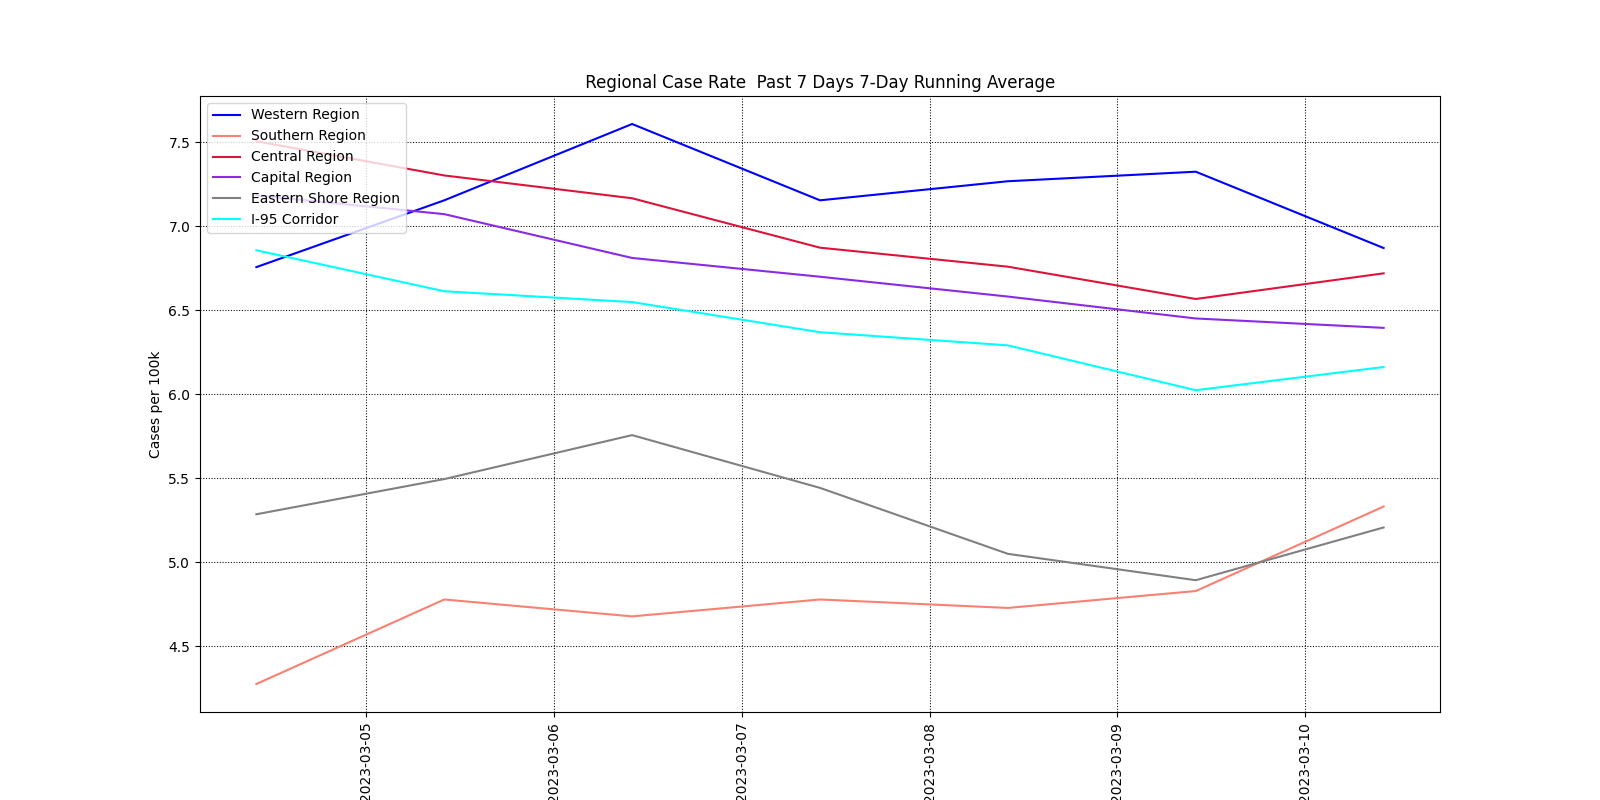 Regional Case Rate  Past 7 Days 7-Day Running Average
Western Region
Southern Region
Central Region
Capital Region
Eastern Shore Region
I-95 Corridor
Cases per 100k
7.5
7.0
6.5
6.0
5.5
5.0
4.5
2023-03-05
2023-03-06
2023-03-07
2023-03-08
2023-03-09
2023-03-10